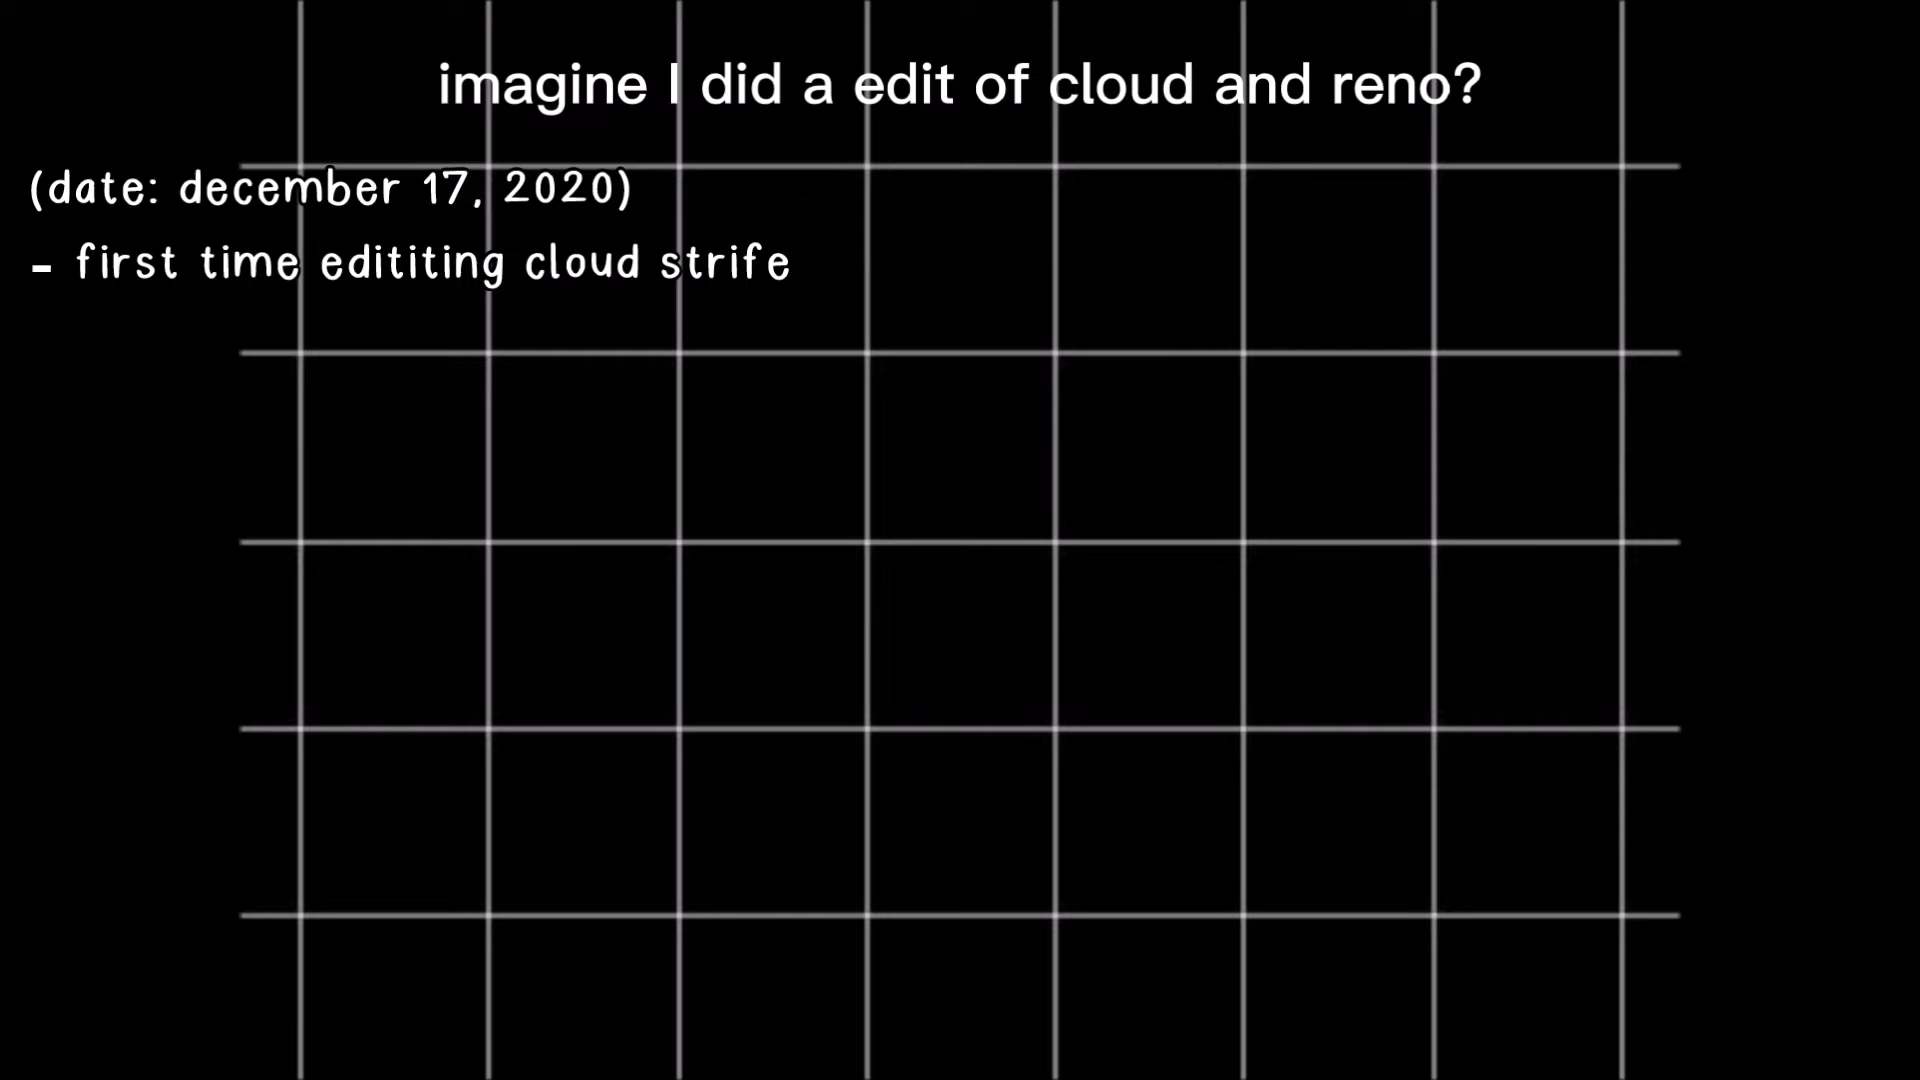 imagine I did a edit of cloud and reno?
(date: december 17, 2020)
- first time edititing cloud strife